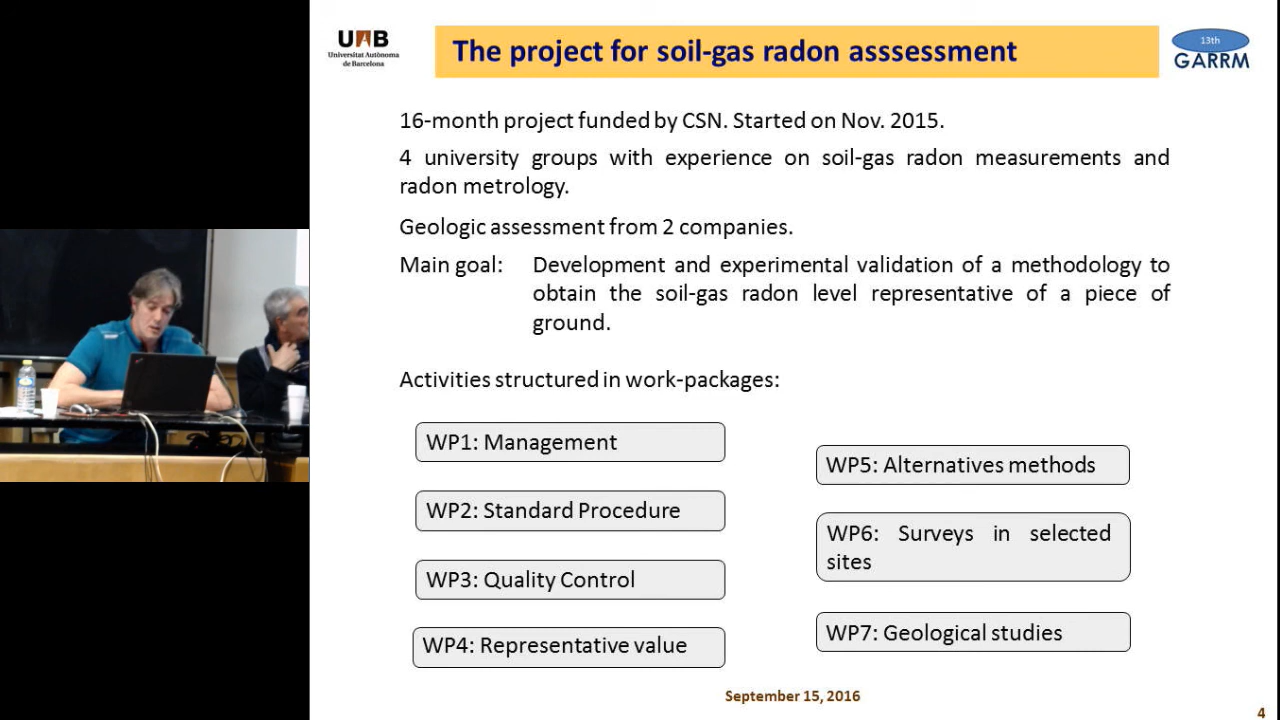 UAB
Universitat Autònoma
de Barcelona
The project for soil-gas radon asssessment
13th
GARRM
16-month project funded by CSN. Started on Nov. 2015.
4 university groups with experience on soil-gas radon measurements and
radon metrology.
Geologic assessment from 2 companies.
Main goal: Development and experimental validation of a methodology to
obtain the soil-gas radon level representative of a piece of
ground.
Activities structured in work-packages:
WP1: Management
WP2: Standard Procedure
WP3: Quality Control
WP4: Representative value
WP5: Alternatives methods
WP6: Surveys in selected
sites
WP7: Geological studies
September 15, 2016
4